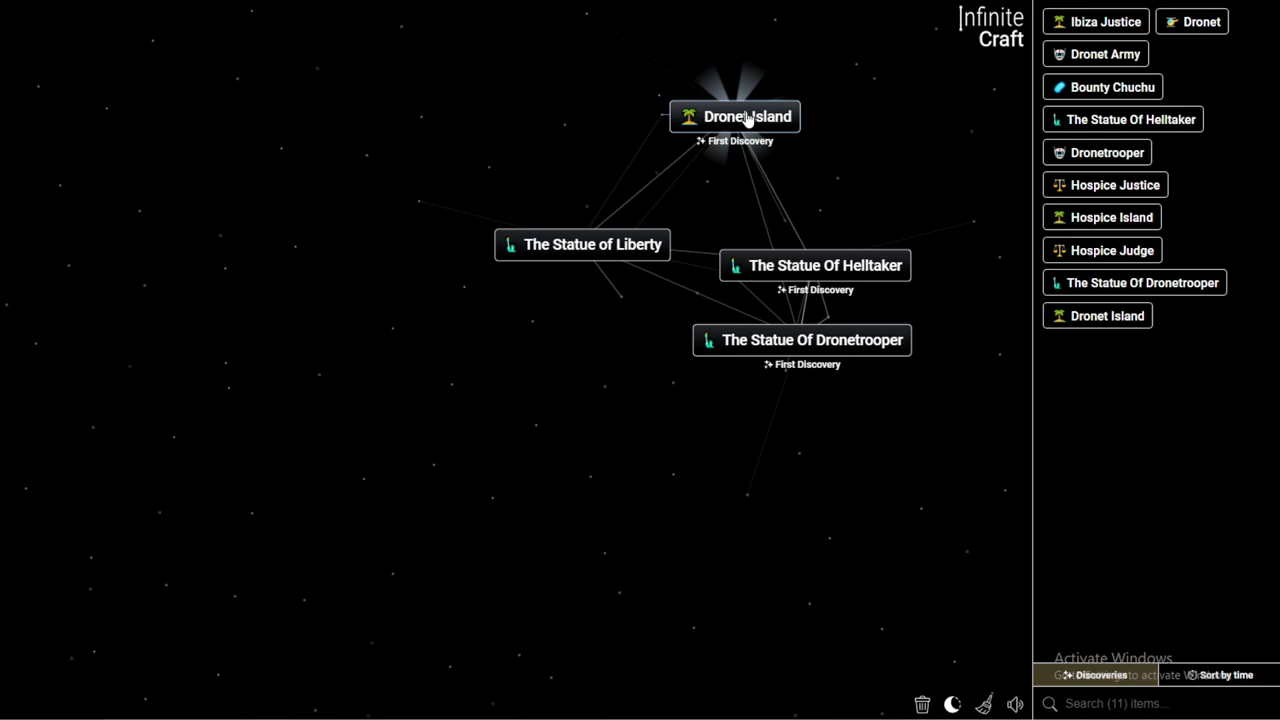 Infinite
Craft
Dronet Island
First Discovery
The Statue of Liberty
The Statue Of Helltaker
First Discovery
The Statue Of Dronetrooper
First Discovery
Ibiza Justice
Dronet
Dronet Army
Bounty Chuchu
The Statue Of Helltaker
Dronetrooper
Hospice Justice
Hospice Island
Hospice Judge
The Statue Of Dronetrooper
Dronet Island
Activate Windows
Discoveries
Sort by time
Search (11) items...